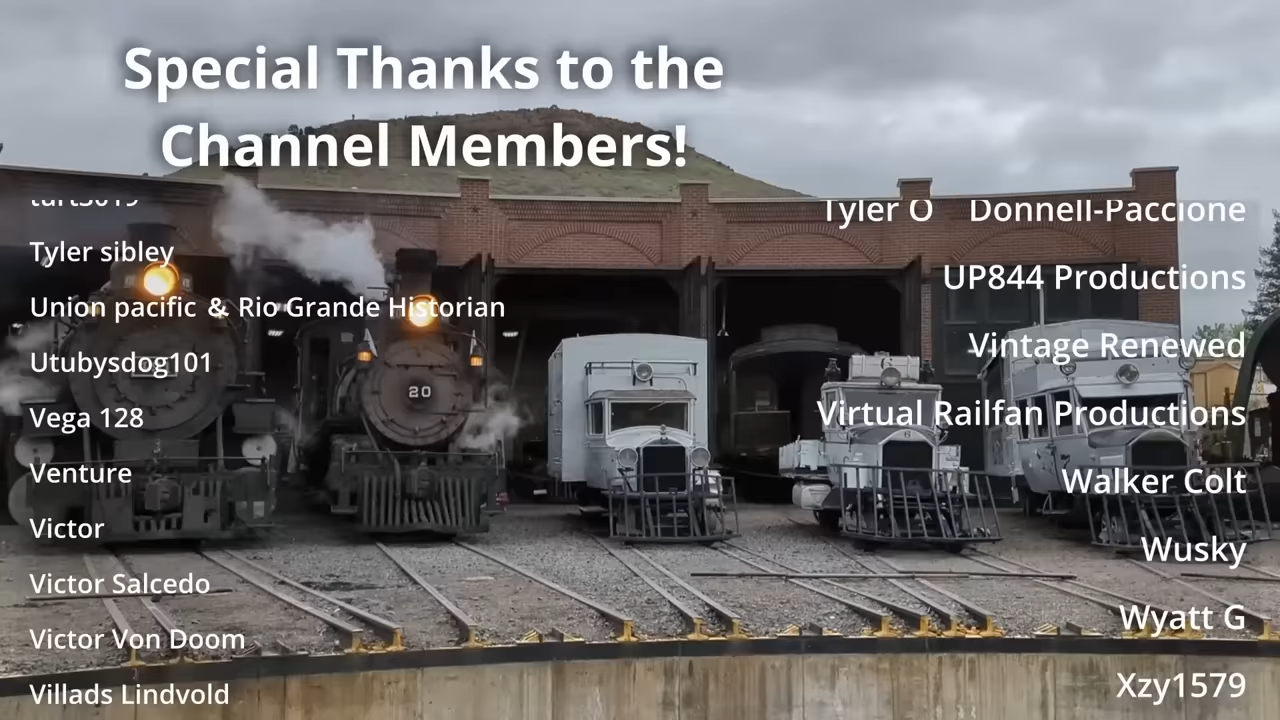 Special Thanks to the
Channel Members!
Tyler sibley
Union pacific & Rio Grande Historian
Utubysdog101
Vega 128
Venture
Victor
Victor Salcedo
Victor Von Doom
Villads Lindvold
Tyler O Donnell-Paccione
UP844 Productions
Vintage Renewed
Virtual Railfan Productions
Walker Colt
Wusky
Wyatt G
Xzy1579
20
6